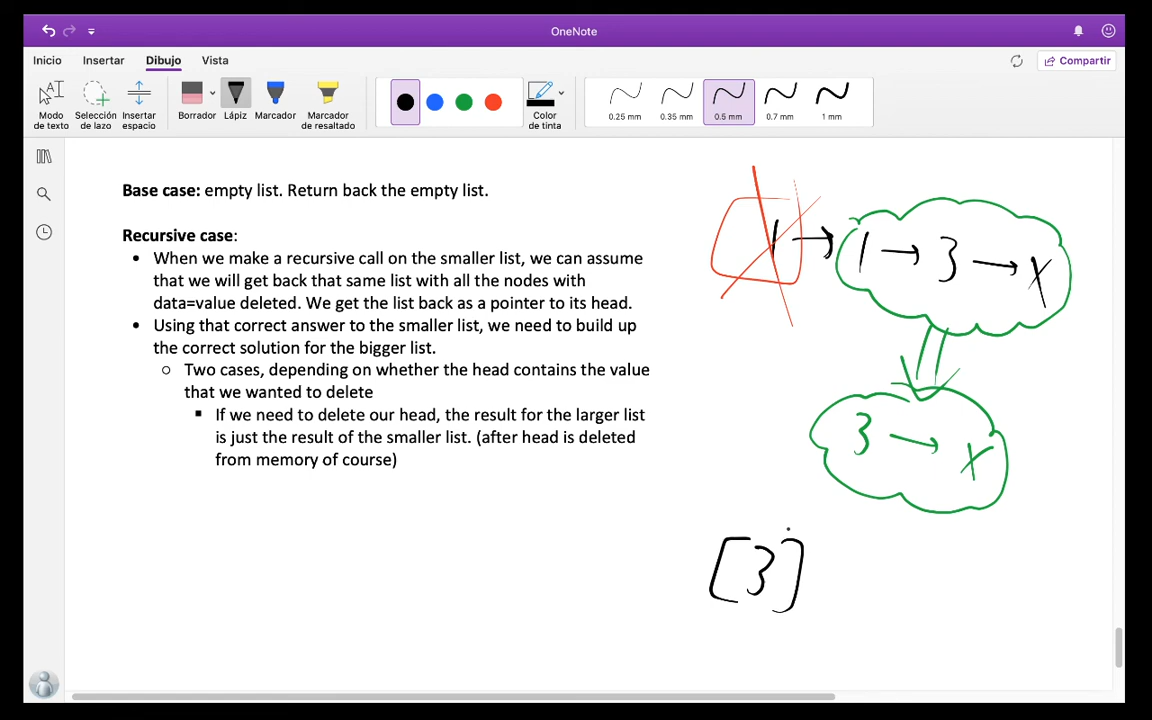 OneNote
Inicio Insertar Dibujo Vista
Compartir
Modo de texto
Selección de lazo
Insertar espacio
Borrador
Lápiz
Marcador
Marcador de resaltado
Color de tinta
0.25 mm
0.35 mm
0.5 mm
0.7 mm
1 mm
Base case: empty list. Return back the empty list.
Recursive case:
• When we make a recursive call on the smaller list, we can assume
that we will get back that same list with all the nodes with
data=value deleted. We get the list back as a pointer to its head.
• Using that correct answer to the smaller list, we need to build up
the correct solution for the bigger list.
○ Two cases, depending on whether the head contains the value
that we wanted to delete
▪ If we need to delete our head, the result for the larger list
is just the result of the smaller list. (after head is deleted
from memory of course)
1 → 1 → 3 → X
3 → X
[3]